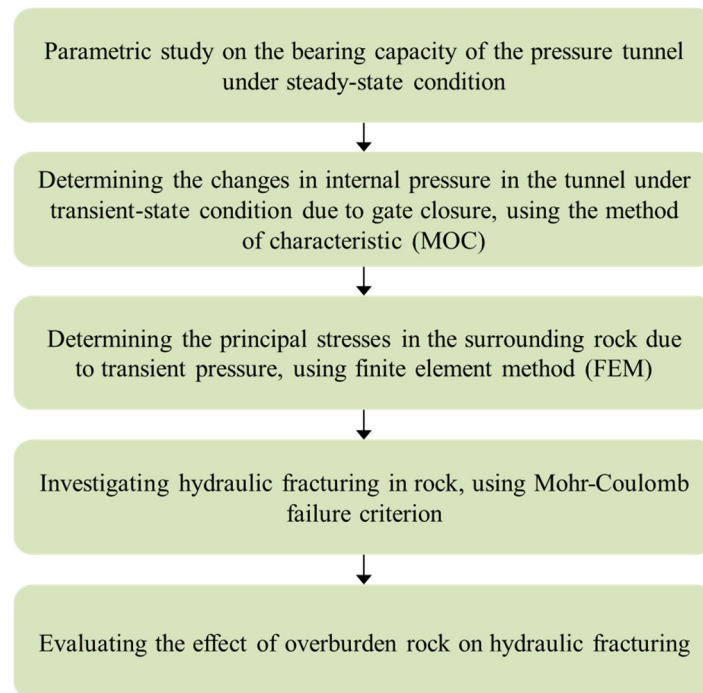 Parametric study on the bearing capacity of the pressure tunnel
under steady-state condition
Determining the changes in internal pressure in the tunnel under
transient-state condition due to gate closure, using the method
of characteristic (MOC)
Determining the principal stresses in the surrounding rock due
to transient pressure, using finite element method (FEM)
Investigating hydraulic fracturing in rock, using Mohr-Coulomb
failure criterion
Evaluating the effect of overburden rock on hydraulic fracturing